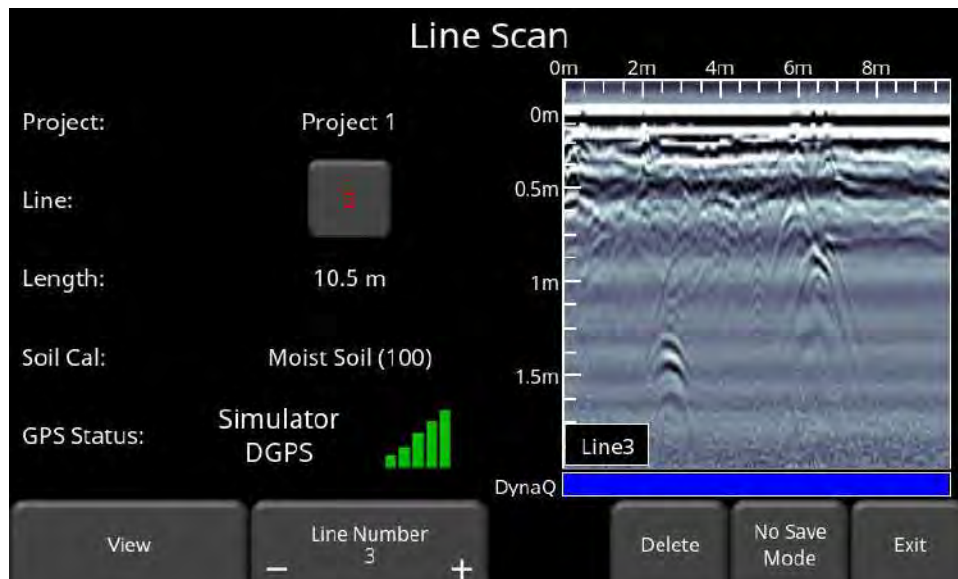 Line Scan
Project: Project 1
Line: 3
Length: 10.5 m
Soil Cal: Moist Soil (100)
GPS Status: Simulator DGPS
0m 2m 4m 6m 8m
0m
0.5m
1m
1.5m
Line3
DynaQ
View
Line Number
− 3 +
Delete
No Save
Mode
Exit